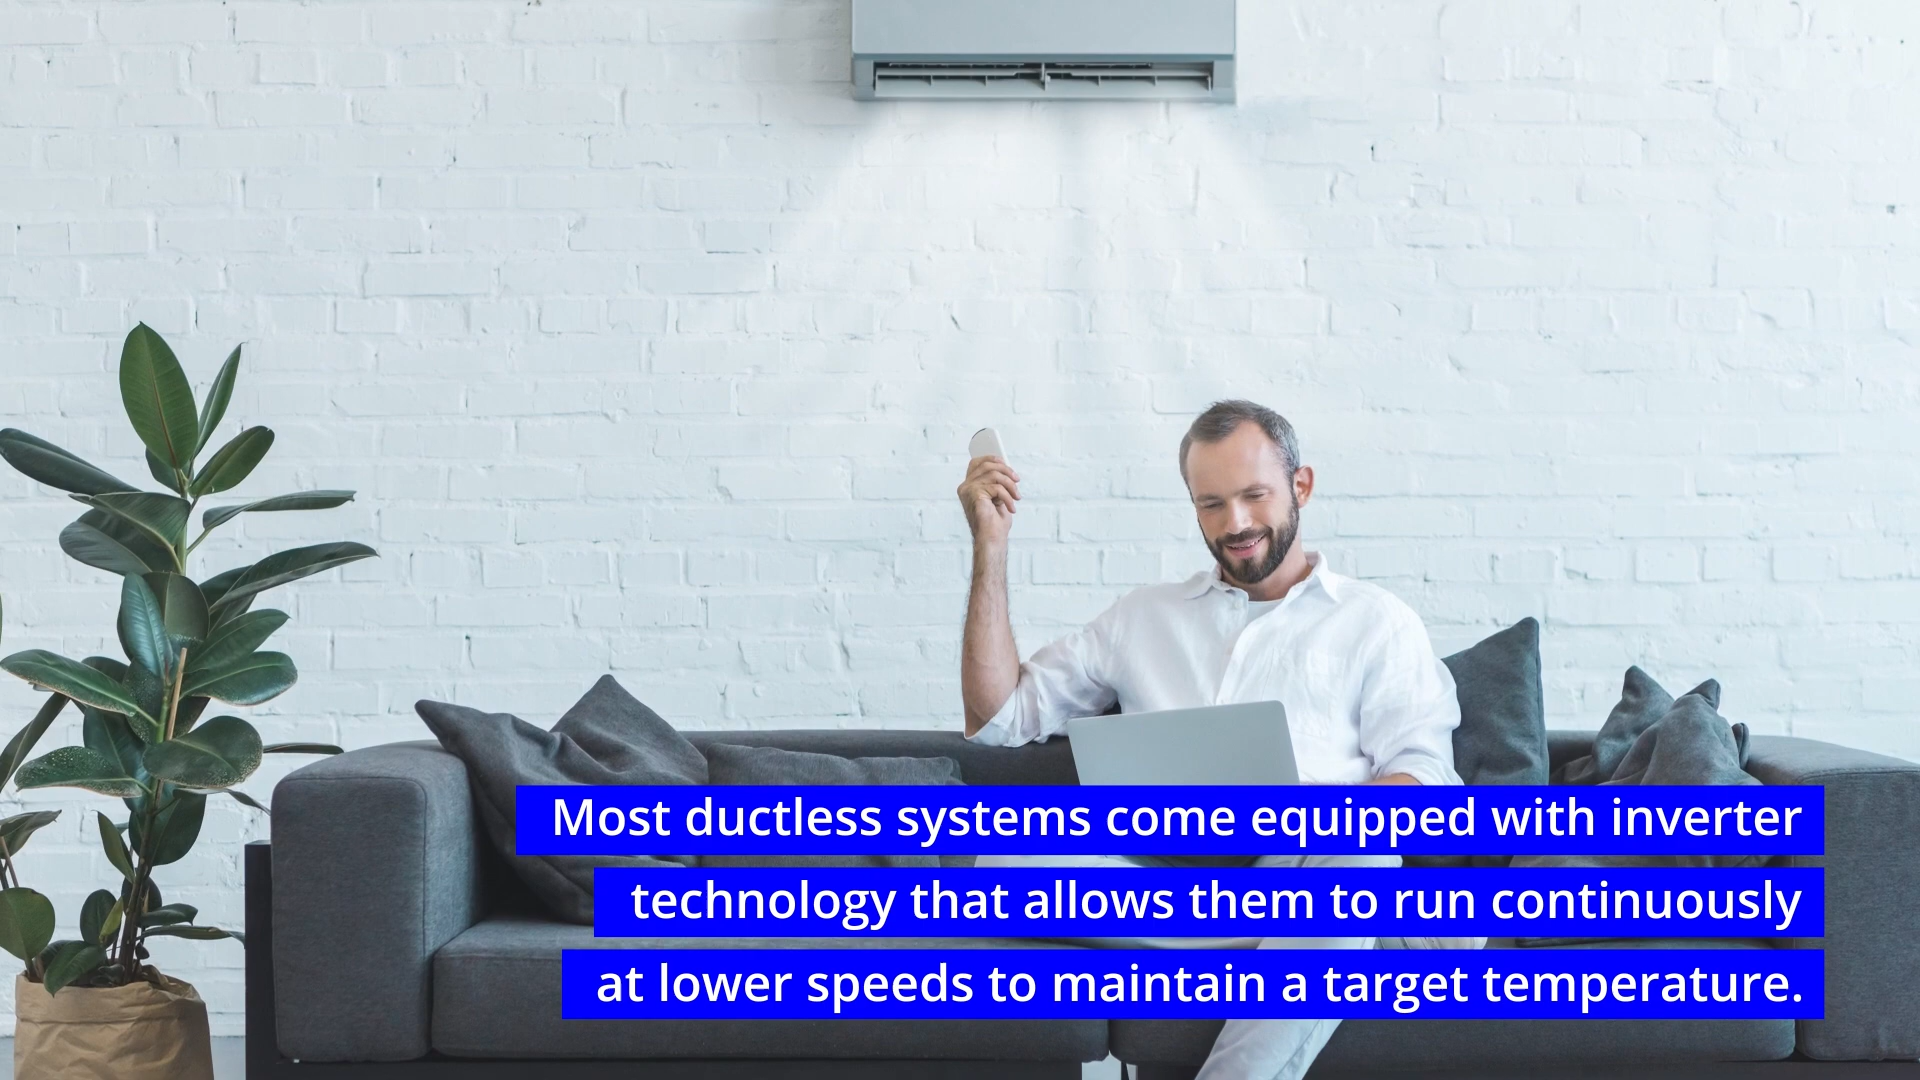 Most ductless systems come equipped with inverter
technology that allows them to run continuously
at lower speeds to maintain a target temperature.